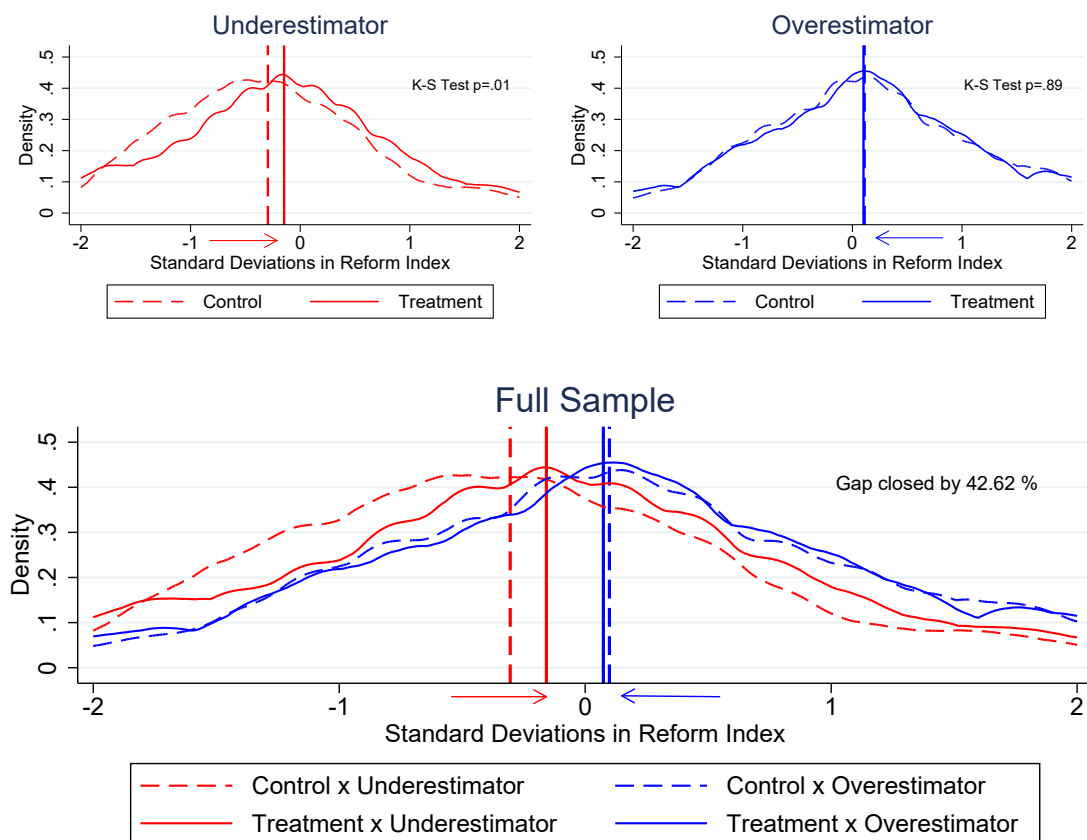 Underestimator
K-S Test p=.01
Density
0 .1 .2 .3 .4 .5
-2 -1 0 1 2
Standard Deviations in Reform Index
Control Treatment
Overestimator
K-S Test p=.89
Density
0 .1 .2 .3 .4 .5
-2 -1 0 1 2
Standard Deviations in Reform Index
Control Treatment
Full Sample
Gap closed by 42.62 %
Density
0 .1 .2 .3 .4 .5
-2 -1 0 1 2
Standard Deviations in Reform Index
Control x Underestimator Control x Overestimator
Treatment x Underestimator Treatment x Overestimator